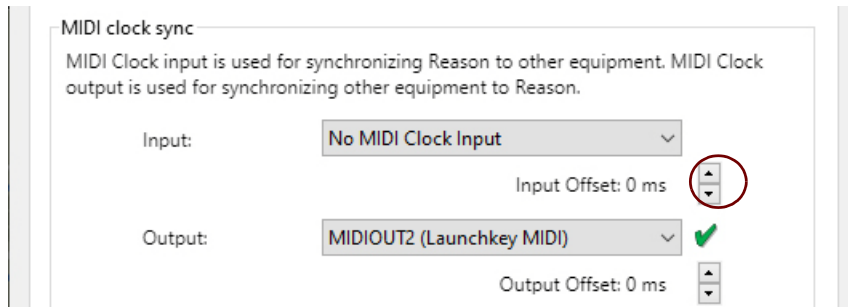 MIDI clock sync
MIDI Clock input is used for synchronizing Reason to other equipment. MIDI Clock
output is used for synchronizing other equipment to Reason.
Input: No MIDI Clock Input
Input Offset: 0 ms
Output: MIDIOUT2 (Launchkey MIDI)
Output Offset: 0 ms